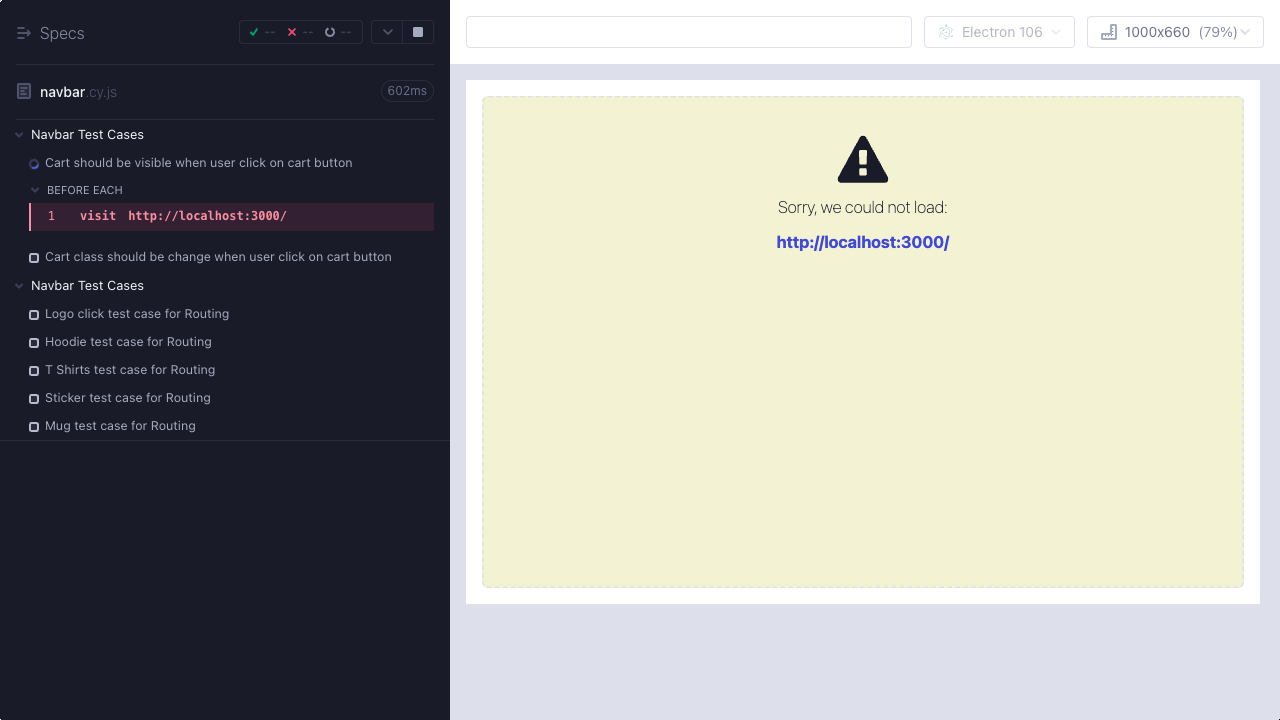 Specs
-- -- --
navbar.cy.js 602ms
Navbar Test Cases
Cart should be visible when user click on cart button
BEFORE EACH
1 visit http://localhost:3000/
Cart class should be change when user click on cart button
Navbar Test Cases
Logo click test case for Routing
Hoodie test case for Routing
T Shirts test case for Routing
Sticker test case for Routing
Mug test case for Routing
Electron 106
1000x660 (79%)
Sorry, we could not load:
http://localhost:3000/